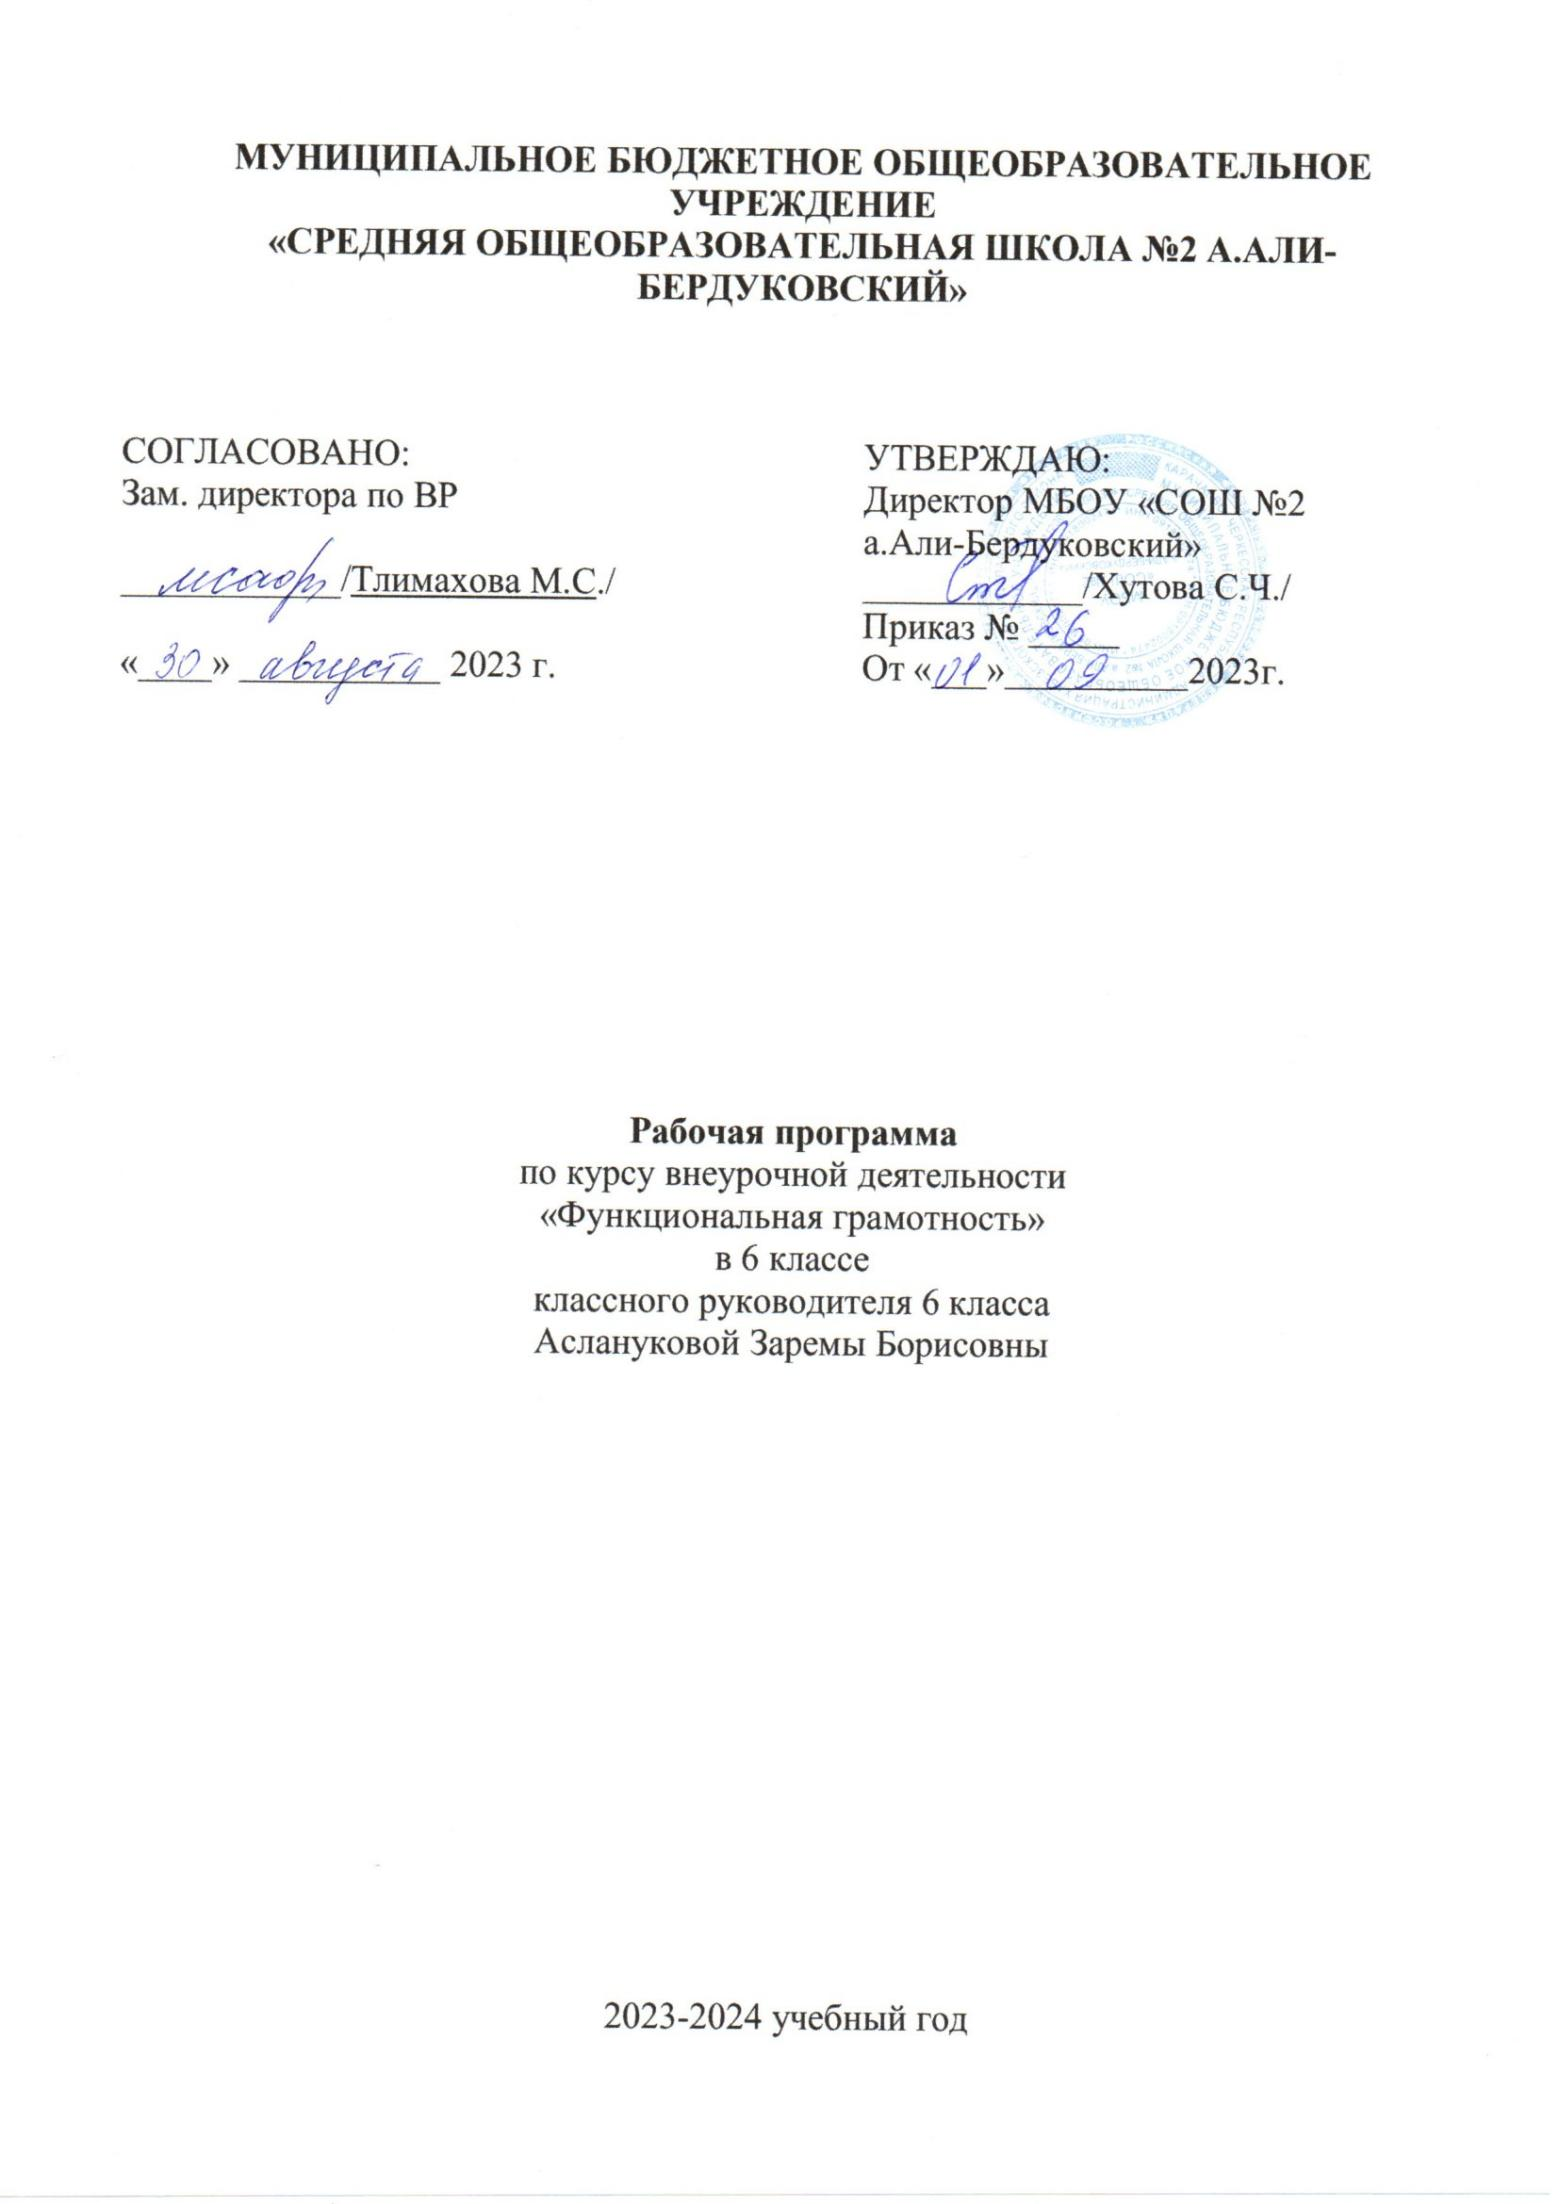 МУНИЦИПАЛЬНОЕ БЮДЖЕТНОЕ ОБЩЕОБРАЗОВАТЕЛЬНОЕ
УЧРЕЖДЕНИЕ
«СРЕДНЯЯ ОБЩЕОБРАЗОВАТЕЛЬНАЯ ШКОЛА №2 А.АЛИ-
БЕРДУКОВСКИЙ»
СОГЛАСОВАНО:
Зам. директора по ВР
/Тлимахова М.С./
«30» августа 2023 г.
УТВЕРЖДАЮ:
Директор МБОУ «СОШ №2
а.Али-Бердуковский»
/Хутова С.Ч./
Приказ № 26
От «01» 09 2023г.
Рабочая программа
по курсу внеурочной деятельности
«Функциональная грамотность»
в 6 классе
классного руководителя 6 класса
Аслануковой Заремы Борисовны
2023-2024 учебный год